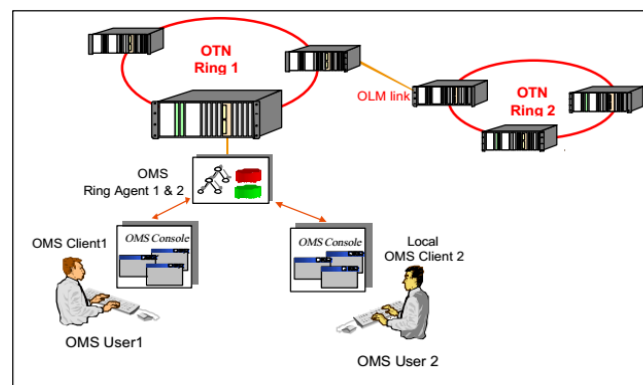 OTN
Ring 1
OLM link
OTN
Ring 2
OMS
Ring Agent 1 & 2
OMS Client1
OMS Console
OMS Console
Local
OMS Client 2
OMS User1
OMS User 2